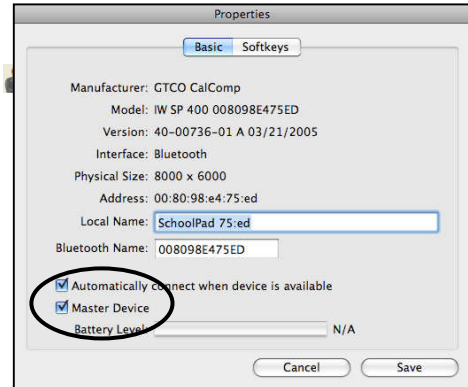 Properties
Basic Softkeys
Manufacturer: GTCO CalComp
Model: IW SP 400 008098E475ED
Version: 40-00736-01 A 03/21/2005
Interface: Bluetooth
Physical Size: 8000 x 6000
Address: 00:80:98:e4:75:ed
Local Name: SchoolPad 75:ed
Bluetooth Name: 008098E475ED
Automatically connect when device is available
Master Device
Battery Level: N/A
Cancel Save